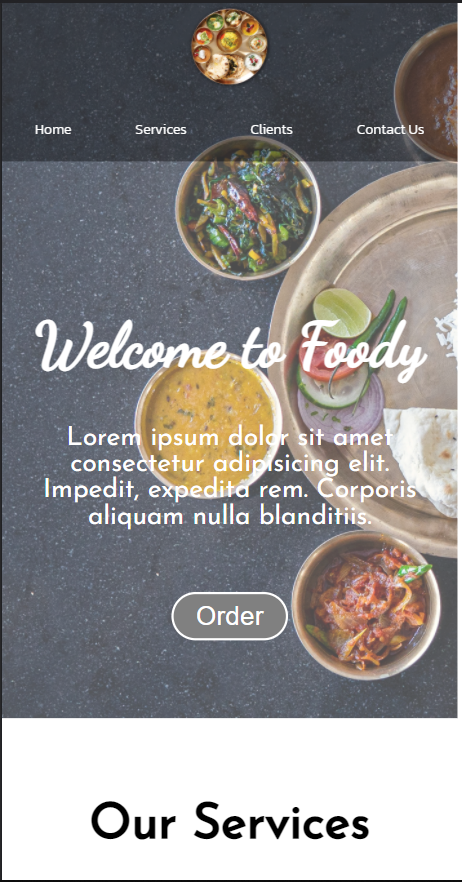 Home Services Clients Contact Us
Welcome to Foody
Lorem ipsum dolor sit amet
consectetur adipisicing elit.
Impedit, expedita rem. Corporis
aliquam nulla blanditiis.
Order
Our Services